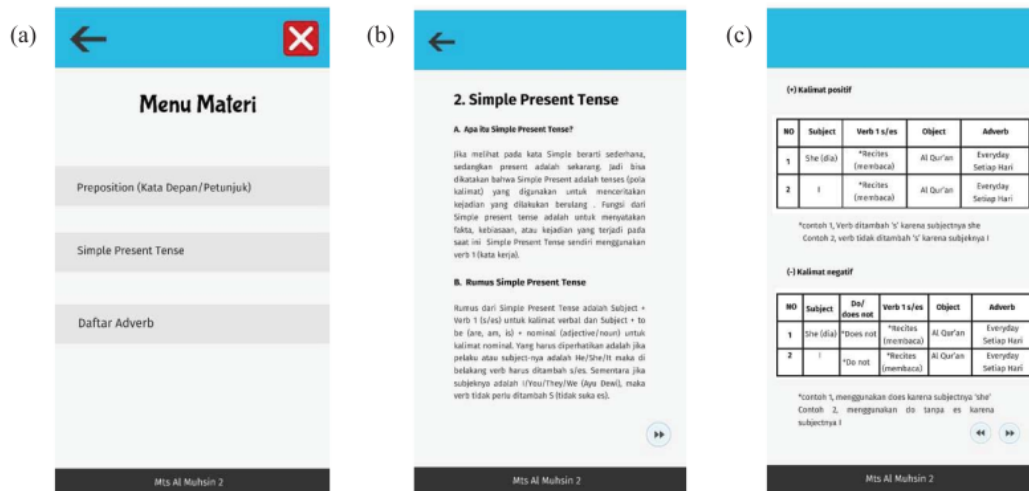 (a)
Menu Materi
Preposition (Kata Depan/Petunjuk)
Simple Present Tense
Daftar Adverb
Mts Al Muhsin 2
(b)
2. Simple Present Tense
A. Apa itu Simple Present Tense?
Jika melihat pada kata Simple berarti sederhana,
sedangkan present adalah sekarang. Jadi bisa
dikatakan bahwa Simple Present adalah tenses (pola
kalimat) yang digunakan untuk menceritakan
kejadian yang dilakukan berulang . Fungsi dari
Simple present tense adalah untuk menyatakan
fakta, kebiasaan, atau kejadian yang terjadi pada
saat ini Simple Present Tense sendiri menggunakan
verb 1 (kata kerja).
B. Rumus Simple Present Tense
Rumus dari Simple Present Tense adalah Subject +
Verb 1 (s/es) untuk kalimat verbal dan Subject + to
be (are, am, is) + nominal (adjective/noun) untuk
kalimat nominal. Yang harus diperhatikan adalah jika
pelaku atau subject-nya adalah He/She/It maka di
belakang verb harus ditambah s/es. Sementara jika
subjeknya adalah I/You/They/We (Ayu Dewi), maka
verb tidak perlu ditambah S (tidak suka es).
Mts Al Muhsin 2
(c)
(+) Kalimat positif
NO Subject Verb 1 s/es Object Adverb
1 She (dia) *Recites (membaca) Al Qur'an Everyday Setiap Hari
2 I *Recites (membaca) Al Qur'an Everyday Setiap Hari
*contoh 1, Verb ditambah 's' karena subjectnya she
Contoh 2, verb tidak ditambah 's' karena subjeknya I
(-) Kalimat negatif
NO Subject Do/ does not Verb 1 s/es Object Adverb
1 She (dia) *Does not *Recites (membaca) Al Qur'an Everyday Setiap Hari
2 I *Do not *Recites (membaca) Al Qur'an Everyday Setiap Hari
*contoh 1, menggunakan does karena subjectnya 'she'
Contoh 2, menggunakan do tanpa es karena
subjectnya I
Mts Al Muhsin 2